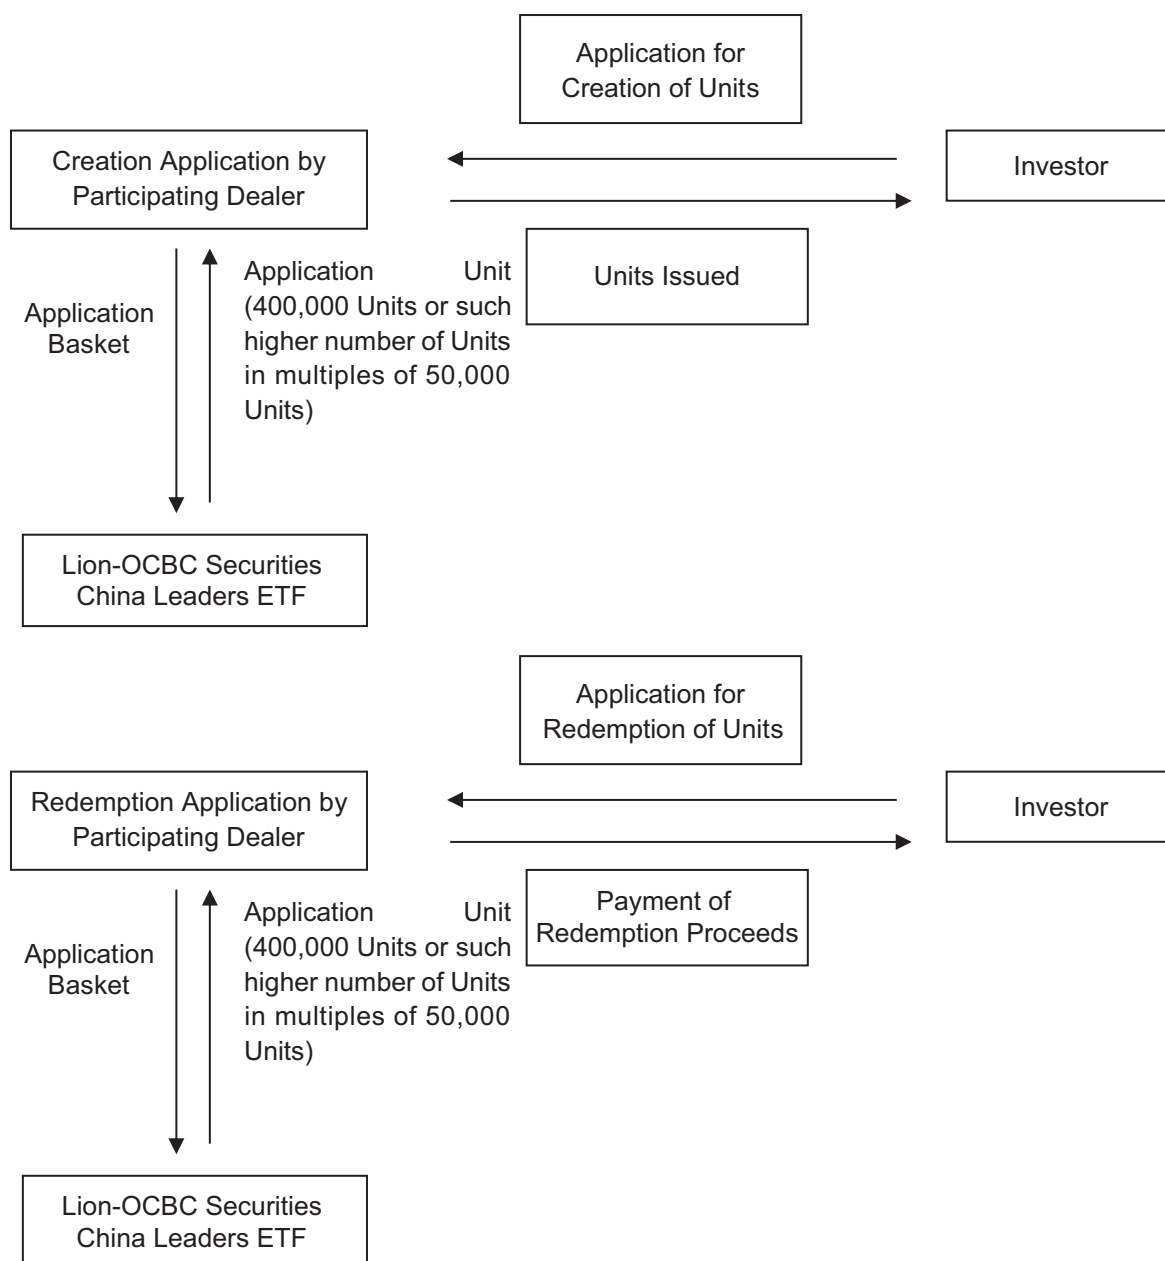 Application for
Creation of Units
Creation Application by
Participating Dealer
Investor
Units Issued
Application
Basket
Application Unit
(400,000 Units or such
higher number of Units
in multiples of 50,000
Units)
Lion-OCBC Securities
China Leaders ETF
Application for
Redemption of Units
Redemption Application by
Participating Dealer
Investor
Payment of
Redemption Proceeds
Application
Basket
Application Unit
(400,000 Units or such
higher number of Units
in multiples of 50,000
Units)
Lion-OCBC Securities
China Leaders ETF